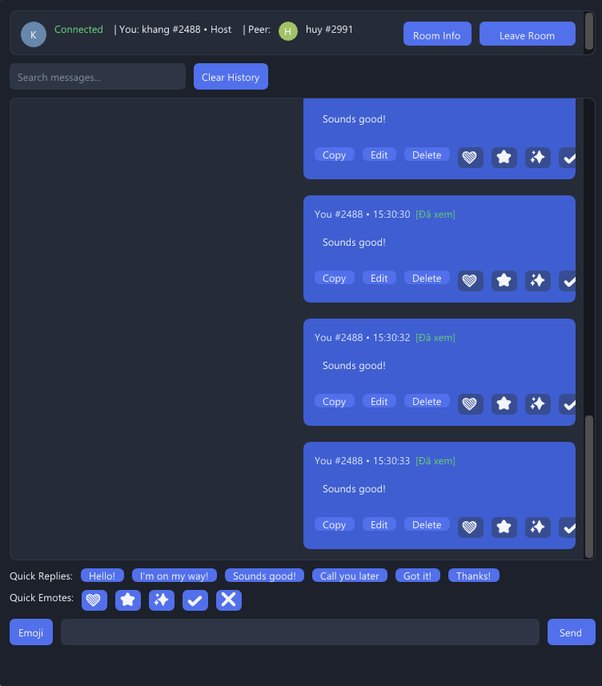 K Connected | You: khang #2488 • Host | Peer: H huy #2991 Room Info Leave Room
Search messages... Clear History
Sounds good!
Copy Edit Delete
You #2488 • 15:30:30 [Đã xem]
Sounds good!
Copy Edit Delete
You #2488 • 15:30:32 [Đã xem]
Sounds good!
Copy Edit Delete
You #2488 • 15:30:33 [Đã xem]
Sounds good!
Copy Edit Delete
Quick Replies: Hello! I'm on my way! Sounds good! Call you later Got it! Thanks!
Quick Emotes:
Emoji Send